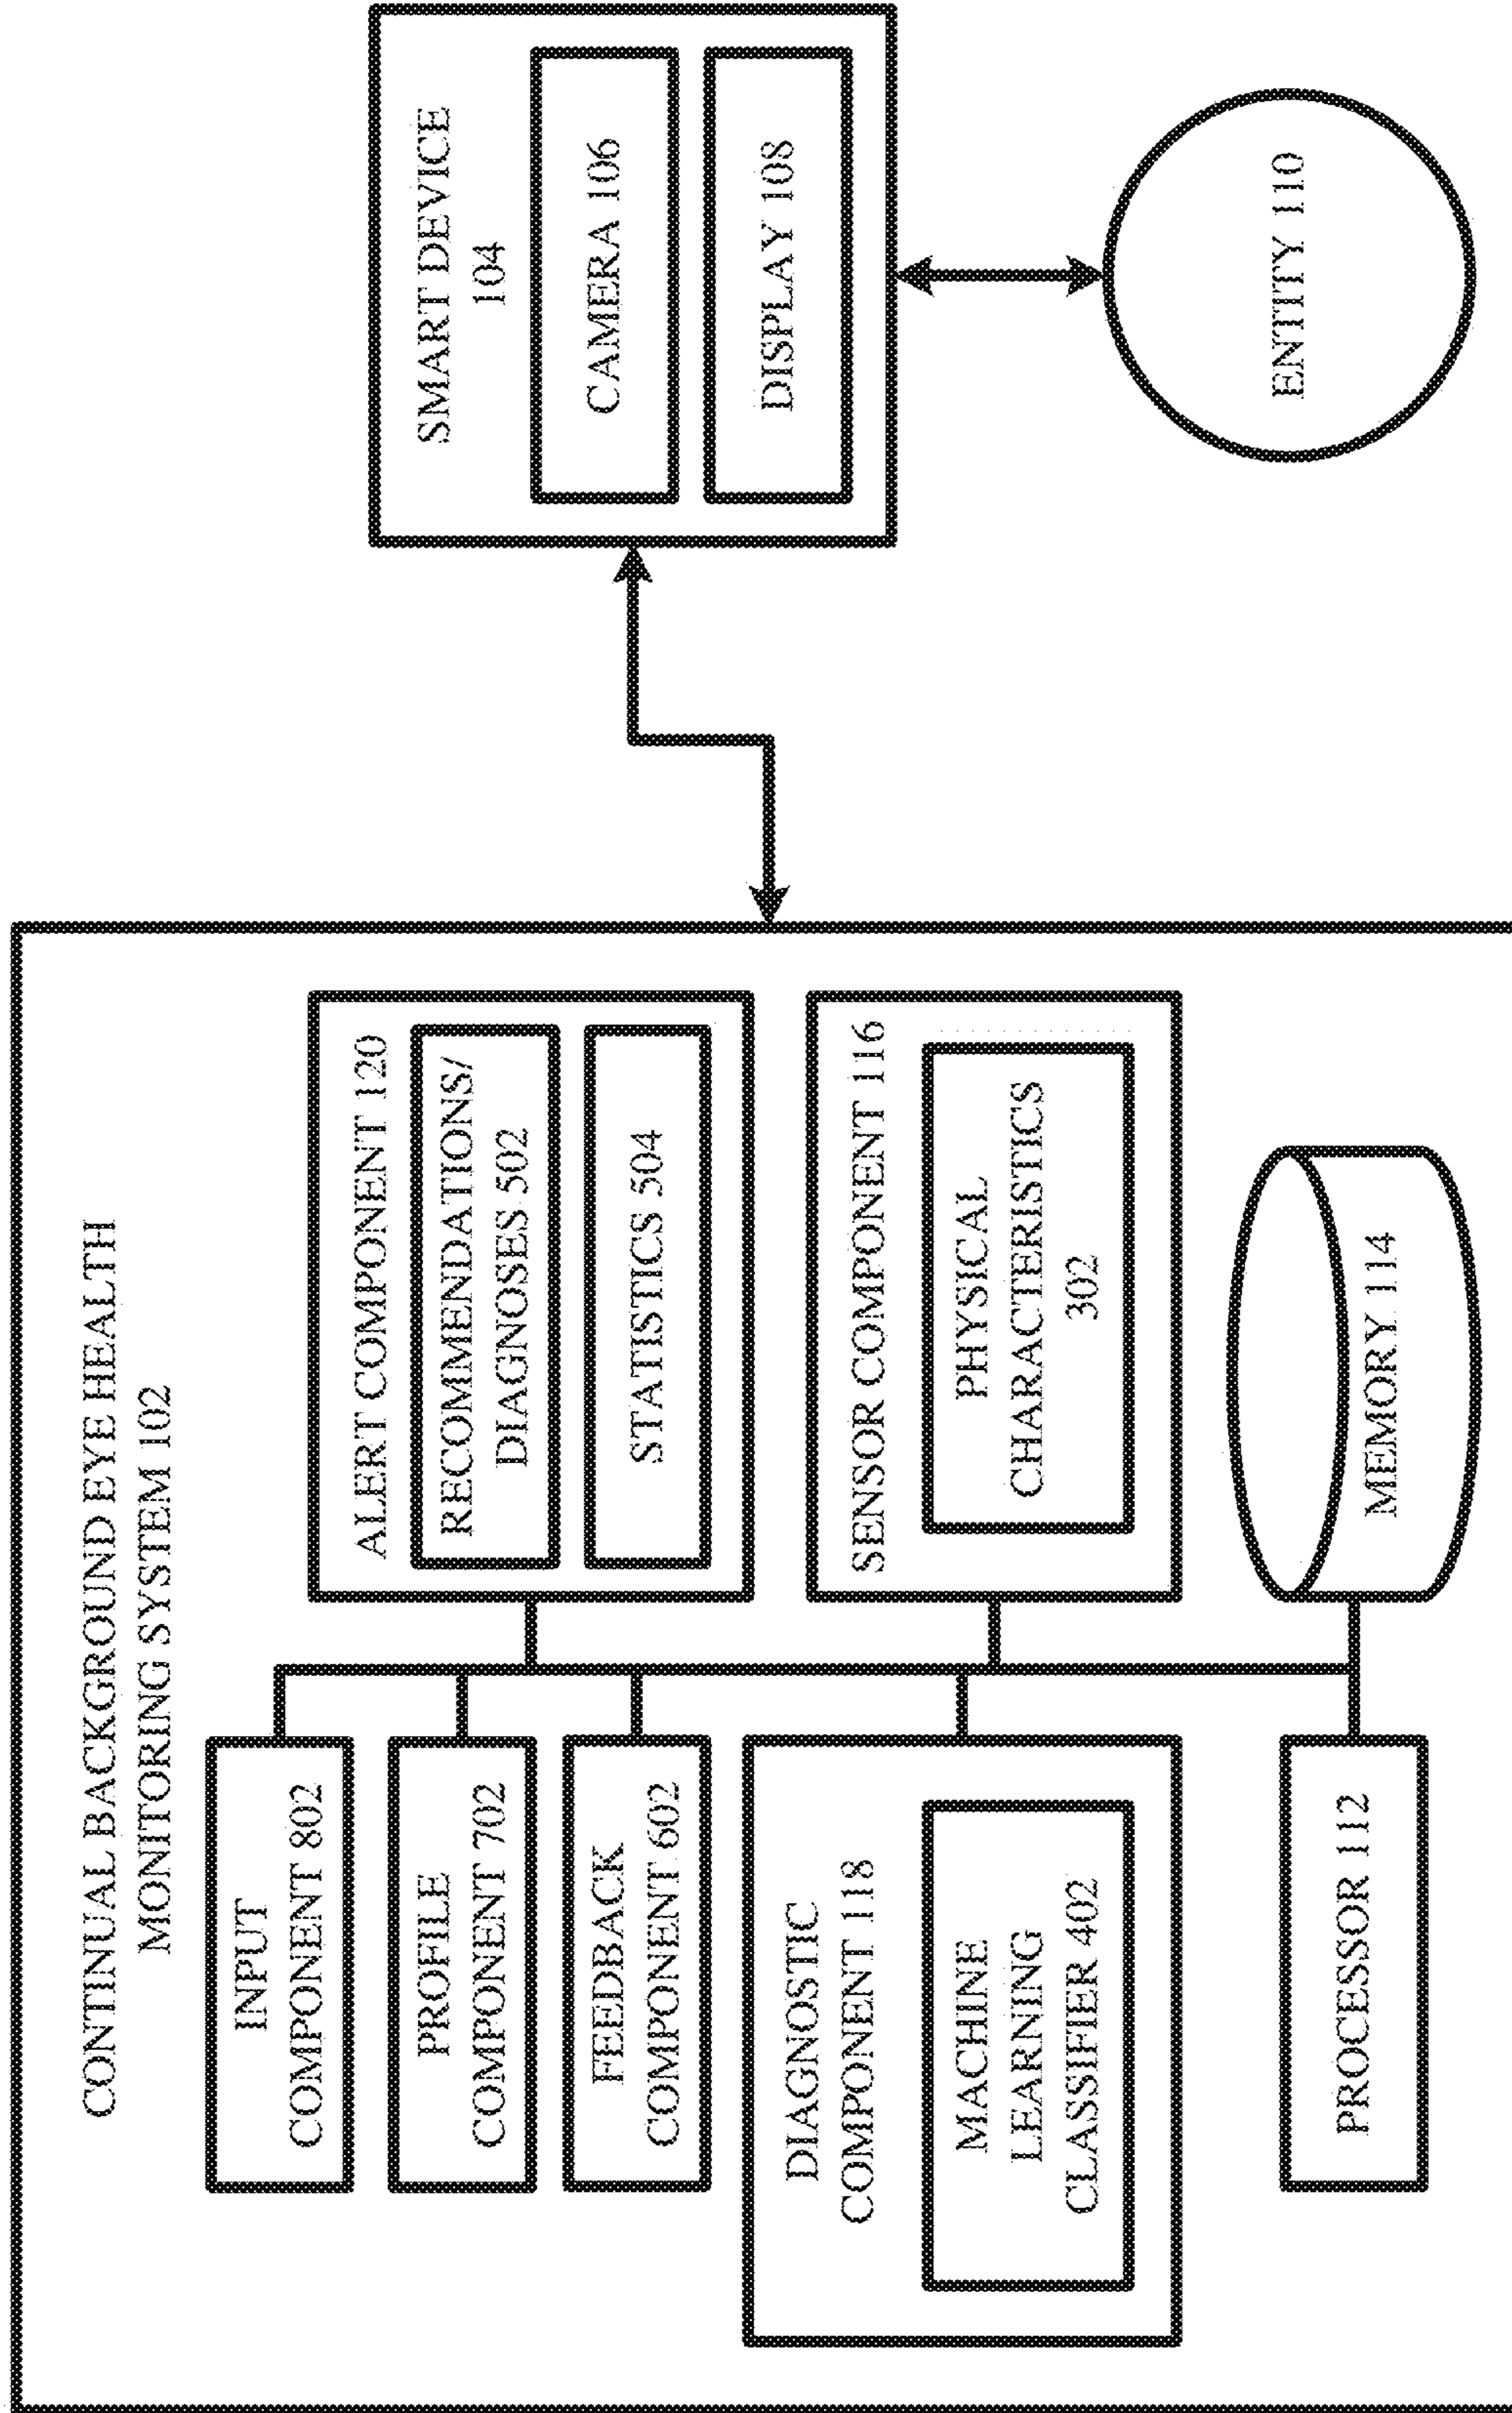 CONTINUAL BACKGROUND EYE HEALTH
MONITORING SYSTEM 102
INPUT
COMPONENT 802
PROFILE
COMPONENT 702
FEEDBACK
COMPONENT 602
DIAGNOSTIC
COMPONENT 118
MACHINE
LEARNING
CLASSIFIER 402
PROCESSOR 112
ALERT COMPONENT 120
RECOMMENDATIONS/
DIAGNOSES 502
STATISTICS 504
SENSOR COMPONENT 116
PHYSICAL
CHARACTERISTICS
302
MEMORY 114
SMART DEVICE
104
CAMERA 106
DISPLAY 108
ENTITY 110